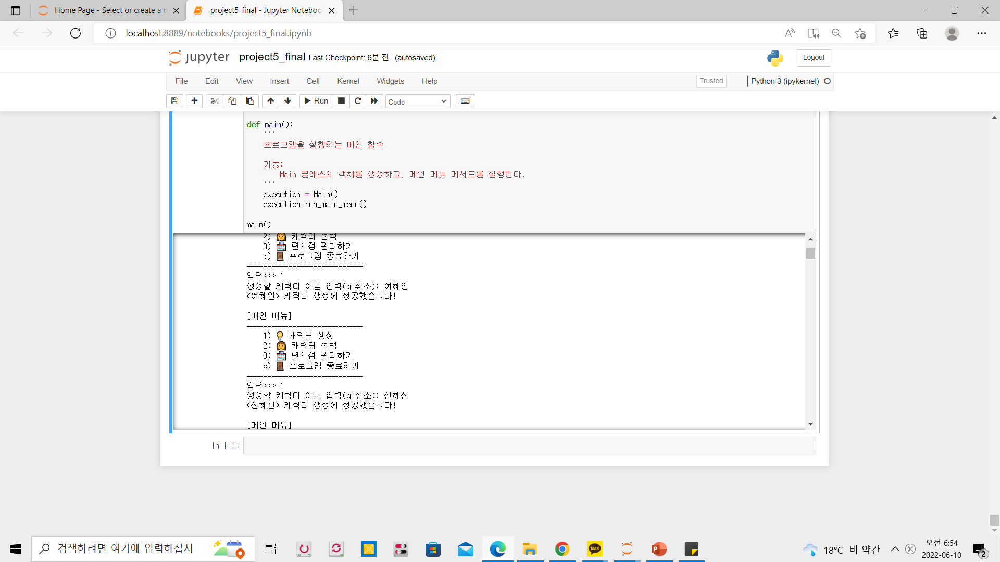 Home Page - Select or create a n
project5_final - Jupyter Noteboo
localhost:8889/notebooks/project5_final.ipynb
jupyter project5_final Last Checkpoint: 6분 전 (autosaved)
Logout
File Edit View Insert Cell Kernel Widgets Help
Trusted
Python 3 (ipykernel)
Run
Code
def main():
'''
프로그램을 실행하는 메인 함수.
기능:
Main 클래스의 객체를 생성하고, 메인 메뉴 메서드를 실행한다.
'''
execution = Main()
execution.run_main_menu()
main()
2) 캐릭터 선택
3) 편의점 관리하기
q) 프로그램 종료하기
============================
입력>>> 1
생성할 캐릭터 이름 입력(q-취소): 여혜인
<여혜인> 캐릭터 생성에 성공했습니다!
[메인 메뉴]
============================
1) 캐릭터 생성
2) 캐릭터 선택
3) 편의점 관리하기
q) 프로그램 종료하기
============================
입력>>> 1
생성할 캐릭터 이름 입력(q-취소): 진혜신
<진혜신> 캐릭터 생성에 성공했습니다!
[메인 메뉴]
In [ ]:
검색하려면 여기에 입력하십시
TALK
18°C 비 약간
오전 6:54
2022-06-10
2